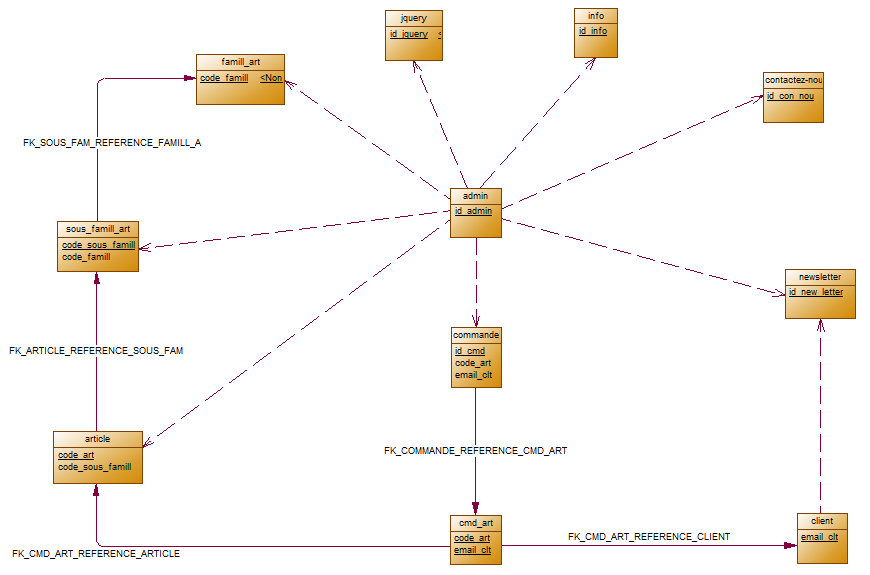 jquery
id_jquery <
info
id_info
famill_art
code_famill <Non
contactez-nou
id_con_nou
FK_SOUS_FAM_REFERENCE_FAMILL_A
admin
id_admin
sous_famill_art
code_sous_famill
code_famill
newsletter
id_new_letter
commande
id_cmd
code_art
email_clt
FK_ARTICLE_REFERENCE_SOUS_FAM
article
code_art
code_sous_famill
FK_COMMANDE_REFERENCE_CMD_ART
cmd_art
code_art
email_clt
FK_CMD_ART_REFERENCE_CLIENT
client
email_clt
FK_CMD_ART_REFERENCE_ARTICLE